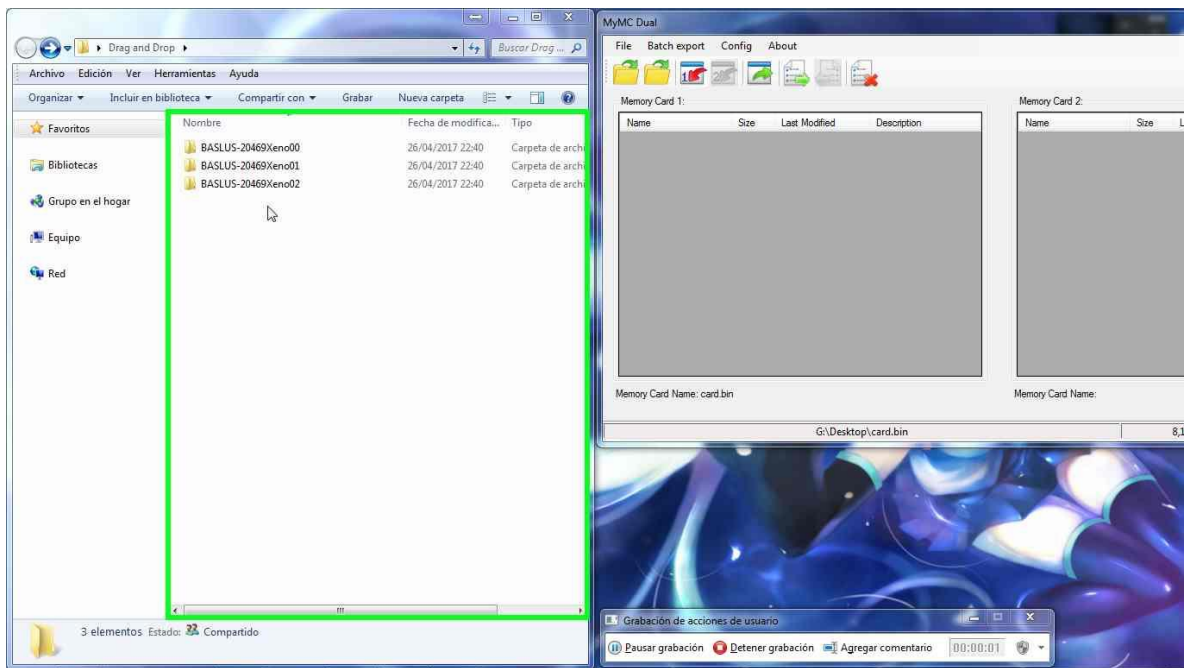 Drag and Drop
Buscar Drag ...
Archivo Edición Ver Herramientas Ayuda
Organizar Incluir en biblioteca Compartir con Grabar Nueva carpeta
Favoritos
Bibliotecas
Grupo en el hogar
Equipo
Red
Nombre Fecha de modifica... Tipo
BASLUS-20469Xeno00 26/04/2017 22:40 Carpeta de archi
BASLUS-20469Xeno01 26/04/2017 22:40 Carpeta de archi
BASLUS-20469Xeno02 26/04/2017 22:40 Carpeta de archi
3 elementos Estado: Compartido
MyMC Dual
File Batch export Config About
Memory Card 1: Memory Card 2:
Name Size Last Modified Description Name Size L
Memory Card Name: card.bin Memory Card Name:
G:\Desktop\card.bin 8,1
Grabación de acciones de usuario
Pausar grabación Detener grabación Agregar comentario 00:00:01